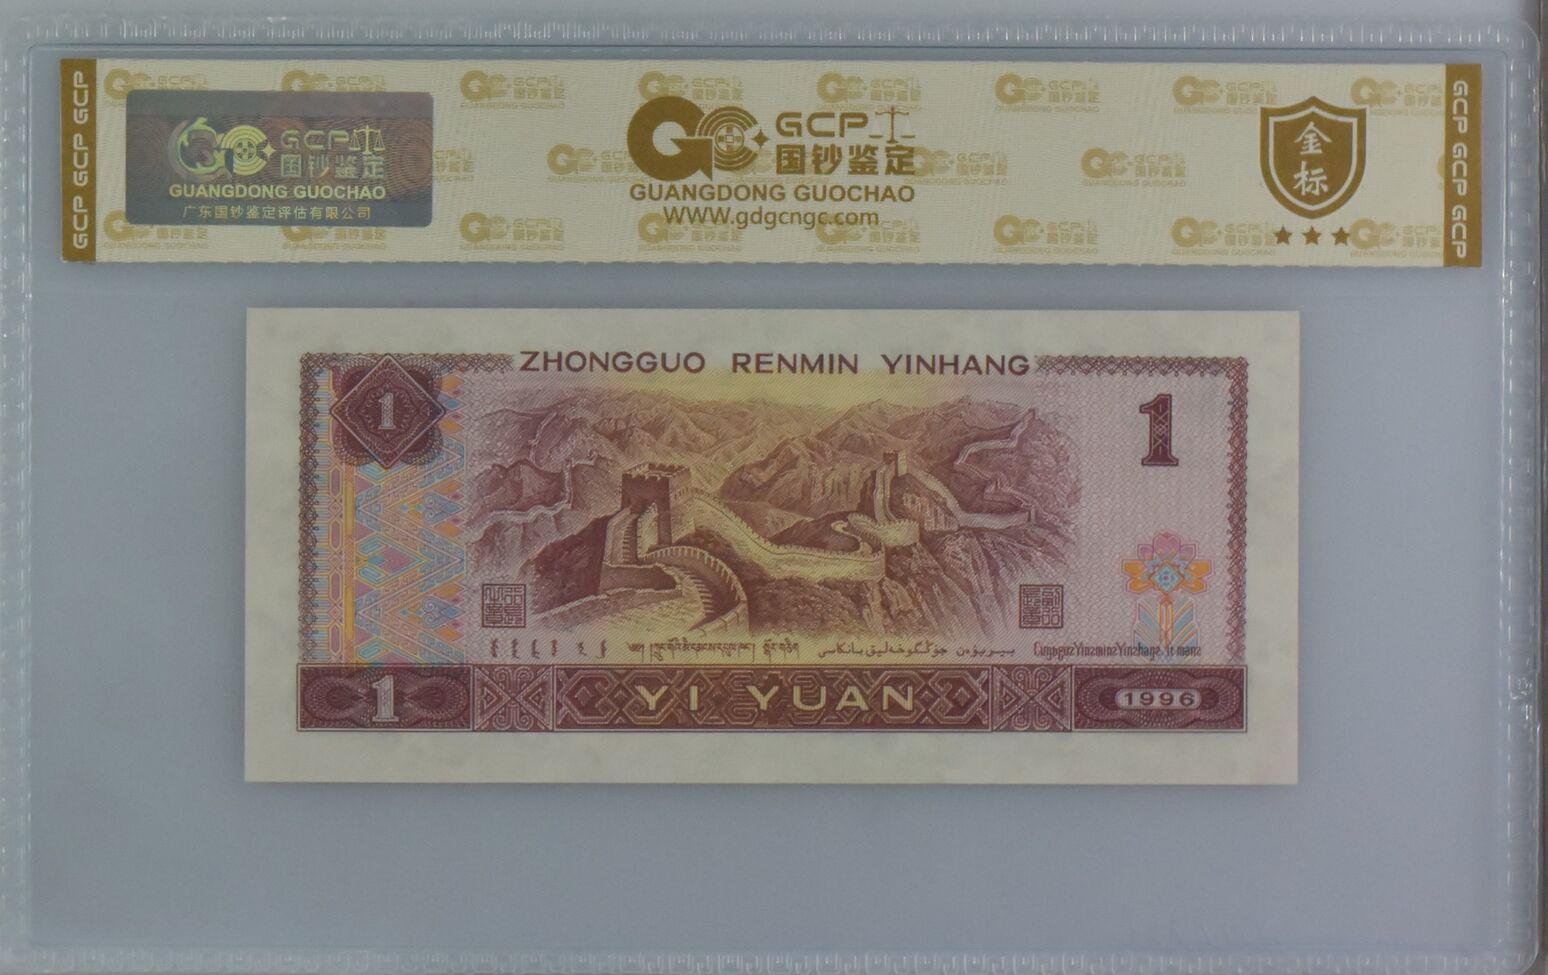 GCP GCP GCP
GCP
国钞鉴定
GUANGDONG GUOCHAO
广东国钞鉴定评估有限公司
GCP
国钞鉴定
GUANGDONG GUOCHAO
WWW.gdgcngc.com
金标
GCP GCP GCP
ZHONGGUO RENMIN YINHANG
1
1
1
YI YUAN
1996